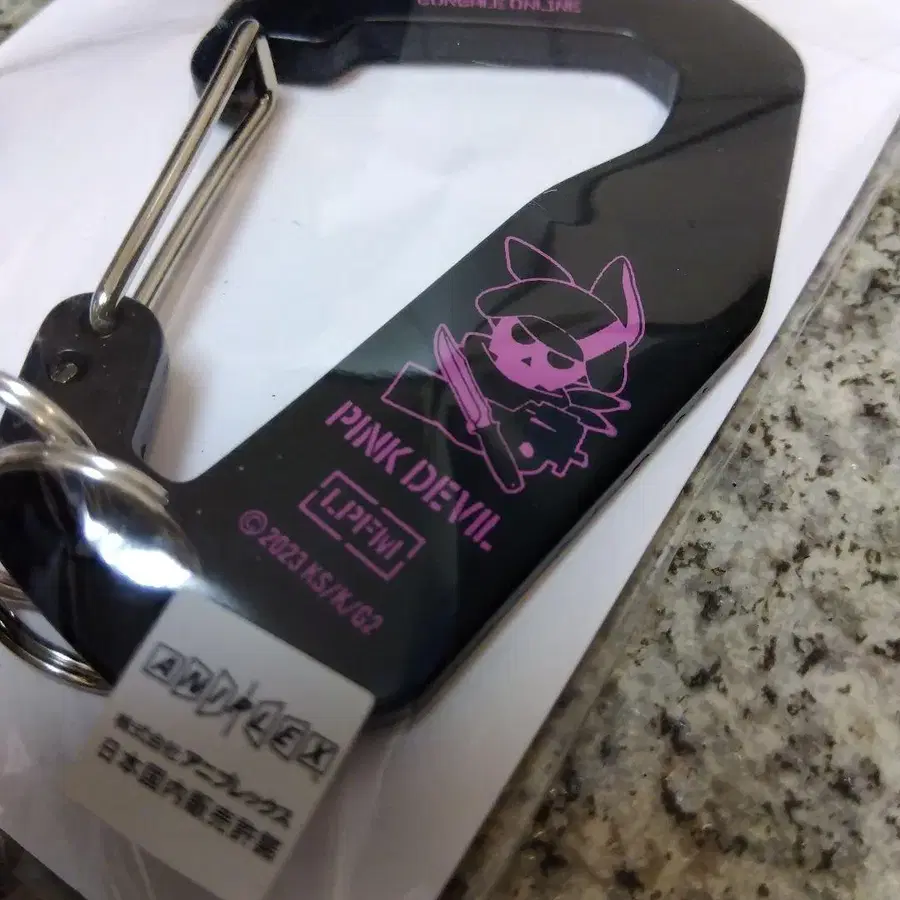 GUNGALE ONLINE
PINK DEVIL
LPFM
©2023 KS/K/G2
ANIPLEX
株式会社 アニプレックス
日本国内販売許諾